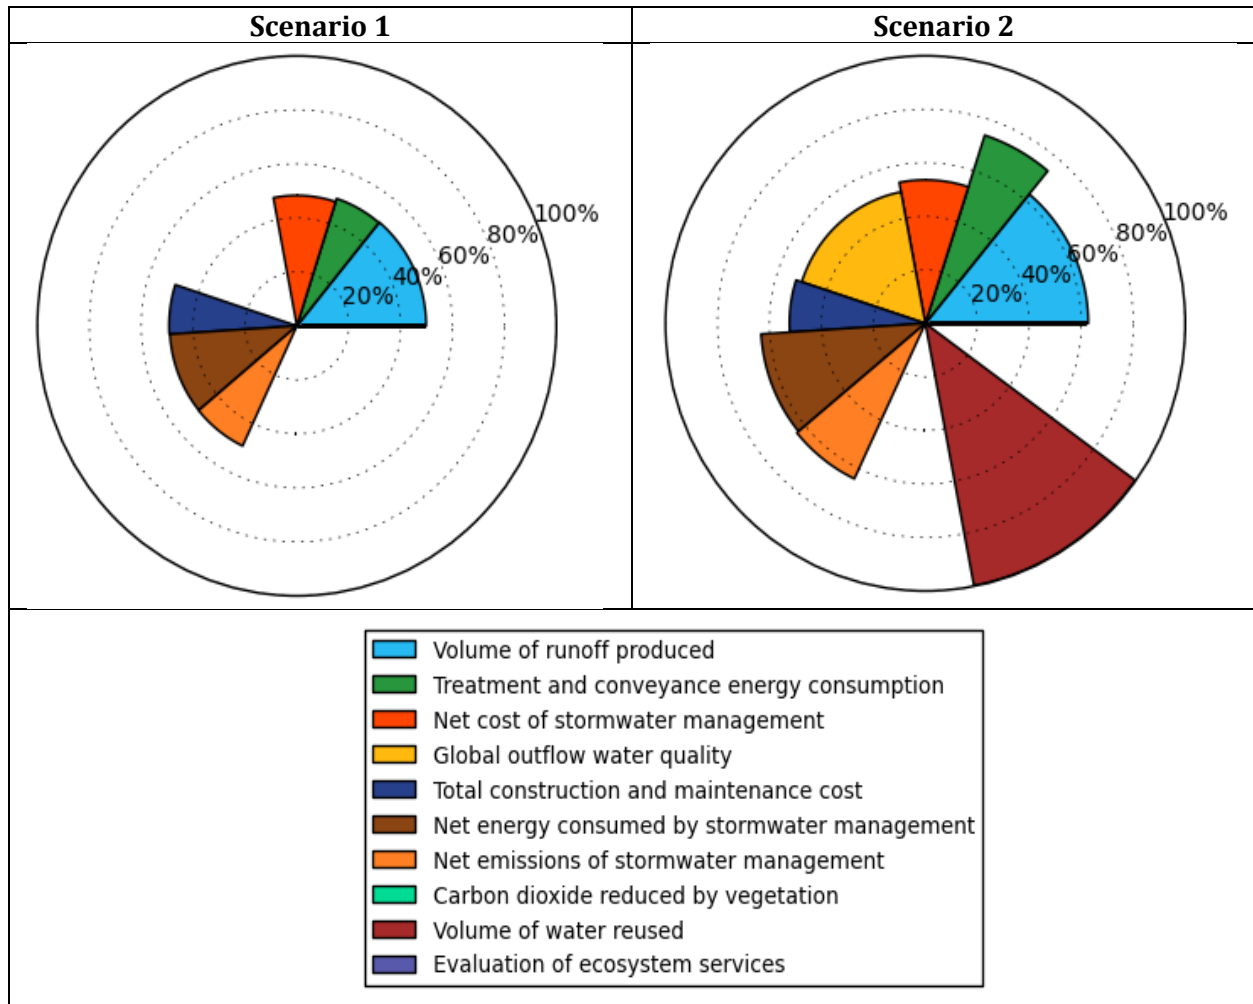 Scenario 1
Scenario 2
100%
80%
60%
40%
20%
100%
80%
60%
40%
20%
Volume of runoff produced
Treatment and conveyance energy consumption
Net cost of stormwater management
Global outflow water quality
Total construction and maintenance cost
Net energy consumed by stormwater management
Net emissions of stormwater management
Carbon dioxide reduced by vegetation
Volume of water reused
Evaluation of ecosystem services